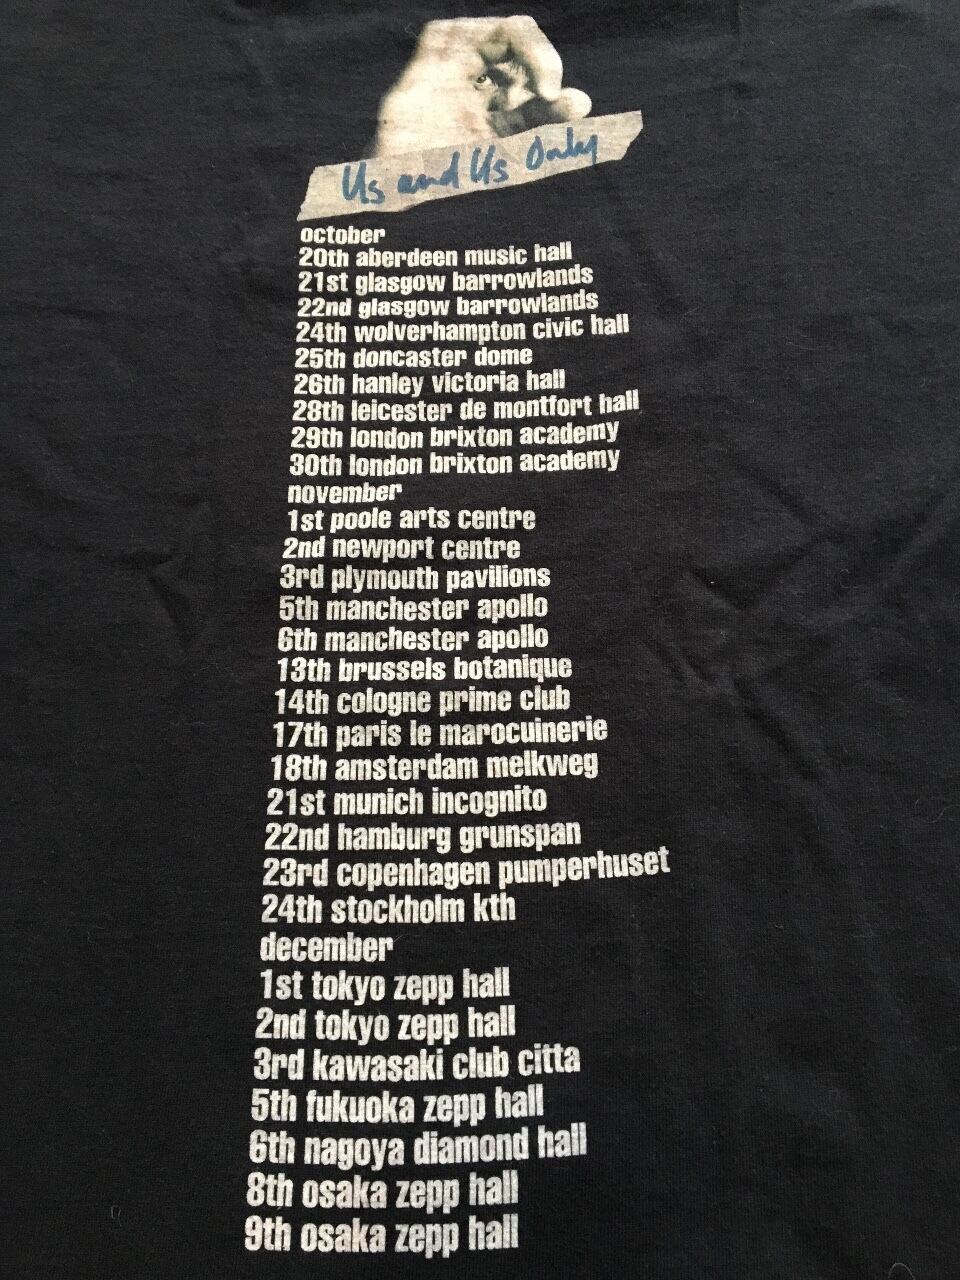 Us and Us Only
october
20th aberdeen music hall
21st glasgow barrowlands
22nd glasgow barrowlands
24th wolverhampton civic hall
25th doncaster dome
26th hanley victoria hall
28th leicester de montfort hall
29th london brixton academy
30th london brixton academy
november
1st poole arts centre
2nd newport centre
3rd plymouth pavilions
5th manchester apollo
6th manchester apollo
13th brussels botanique
14th cologne prime club
17th paris le marocuinerie
18th amsterdam melkweg
21st munich incognito
22nd hamburg grunspan
23rd copenhagen pumperhuset
24th stockholm kth
december
1st tokyo zepp hall
2nd tokyo zepp hall
3rd kawasaki club citta
5th fukuoka zepp hall
6th nagoya diamond hall
8th osaka zepp hall
9th osaka zepp hall